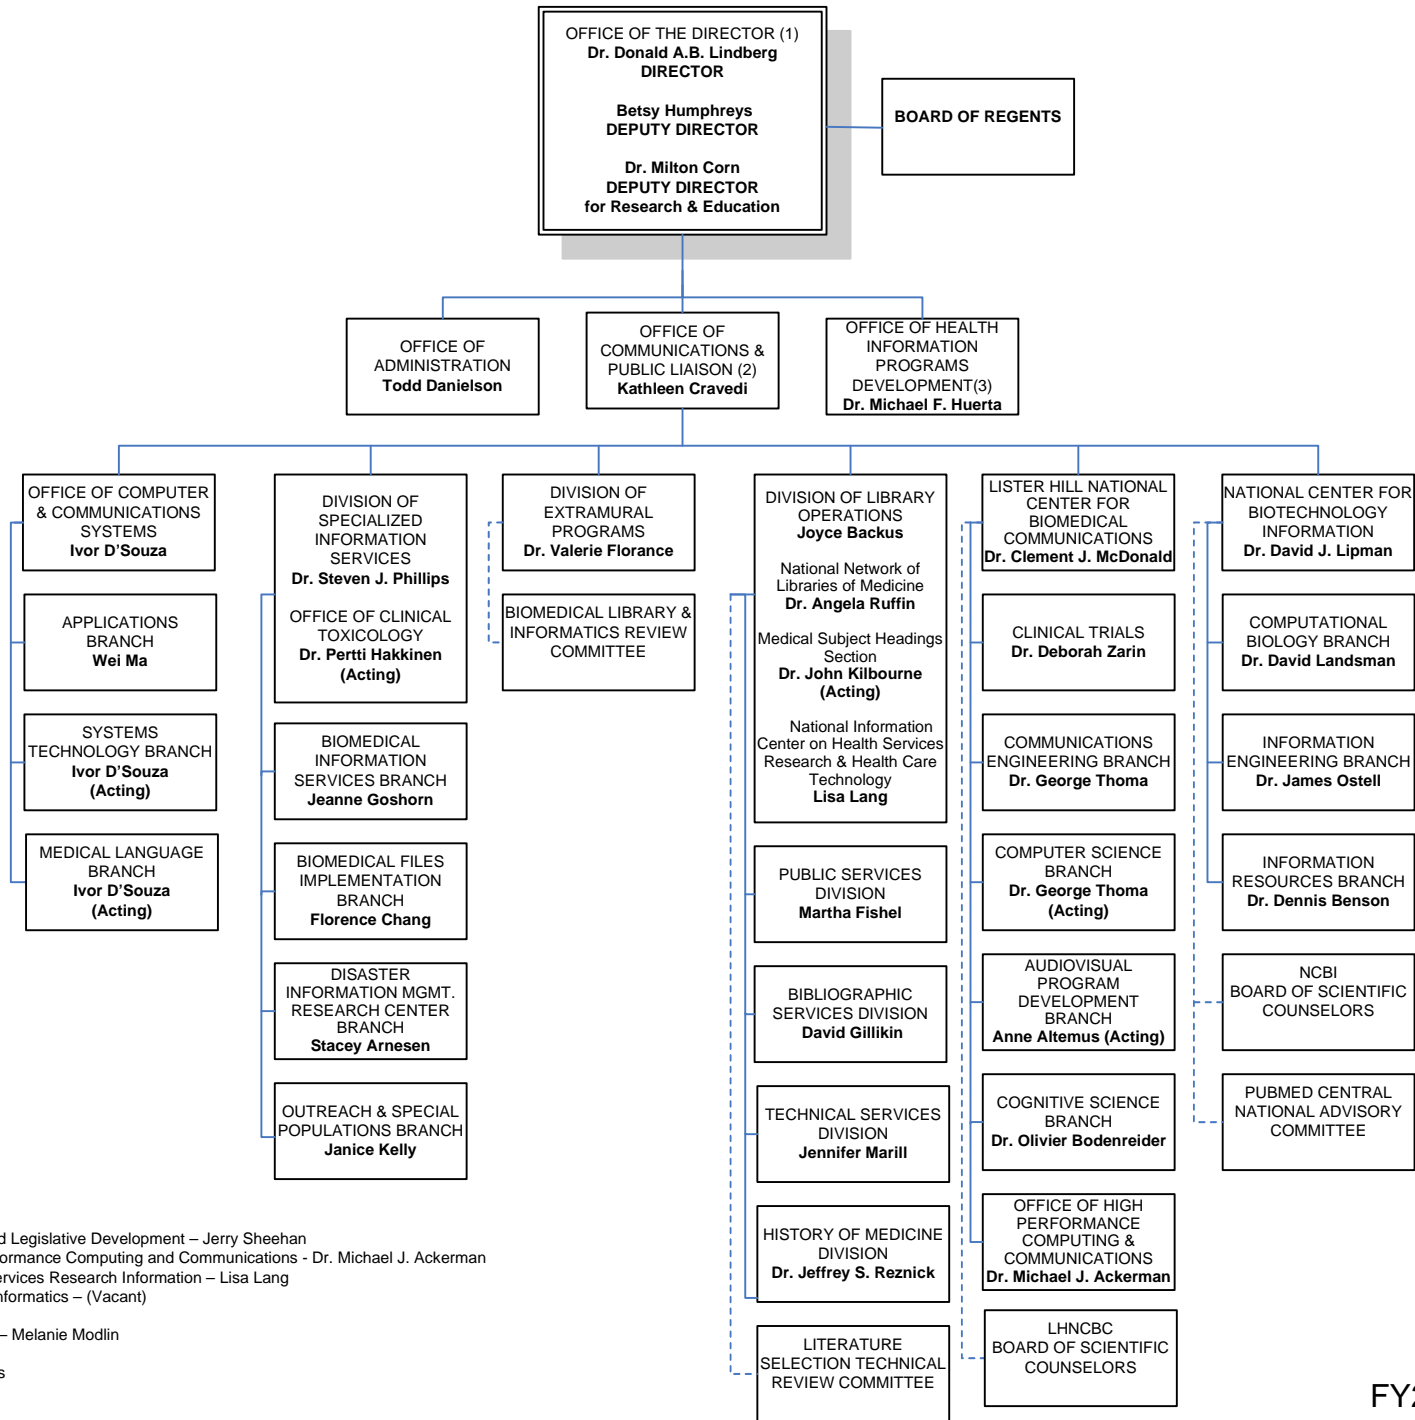 OFFICE OF THE DIRECTOR (1)
Dr. Donald A.B. Lindberg
DIRECTOR
Betsy Humphreys
DEPUTY DIRECTOR
Dr. Milton Corn
DEPUTY DIRECTOR
for Research & Education
BOARD OF REGENTS
OFFICE OF
ADMINISTRATION
Todd Danielson
OFFICE OF
COMMUNICATIONS &
PUBLIC LIAISON (2)
Kathleen Cravedi
OFFICE OF HEALTH
INFORMATION
PROGRAMS
DEVELOPMENT(3)
Dr. Michael F. Huerta
OFFICE OF COMPUTER
& COMMUNICATIONS
SYSTEMS
Ivor D’Souza
APPLICATIONS
BRANCH
Wei Ma
SYSTEMS
TECHNOLOGY BRANCH
Ivor D’Souza
(Acting)
MEDICAL LANGUAGE
BRANCH
Ivor D’Souza
(Acting)
DIVISION OF
SPECIALIZED
INFORMATION
SERVICES
Dr. Steven J. Phillips
OFFICE OF CLINICAL
TOXICOLOGY
Dr. Pertti Hakkinen
(Acting)
BIOMEDICAL
INFORMATION
SERVICES BRANCH
Jeanne Goshorn
BIOMEDICAL FILES
IMPLEMENTATION
BRANCH
Florence Chang
DISASTER
INFORMATION MGMT.
RESEARCH CENTER
BRANCH
Stacey Arnesen
OUTREACH & SPECIAL
POPULATIONS BRANCH
Janice Kelly
DIVISION OF
EXTRAMURAL
PROGRAMS
Dr. Valerie Florance
BIOMEDICAL LIBRARY &
INFORMATICS REVIEW
COMMITTEE
DIVISION OF LIBRARY
OPERATIONS
Joyce Backus
National Network of
Libraries of Medicine
Dr. Angela Ruffin
Medical Subject Headings
Section
Dr. John Kilbourne
(Acting)
National Information
Center on Health Services
Research & Health Care
Technology
Lisa Lang
PUBLIC SERVICES
DIVISION
Martha Fishel
BIBLIOGRAPHIC
SERVICES DIVISION
David Gillikin
TECHNICAL SERVICES
DIVISION
Jennifer Marill
HISTORY OF MEDICINE
DIVISION
Dr. Jeffrey S. Reznick
LITERATURE
SELECTION TECHNICAL
REVIEW COMMITTEE
LISTER HILL NATIONAL
CENTER FOR
BIOMEDICAL
COMMUNICATIONS
Dr. Clement J. McDonald
CLINICAL TRIALS
Dr. Deborah Zarin
COMMUNICATIONS
ENGINEERING BRANCH
Dr. George Thoma
COMPUTER SCIENCE
BRANCH
Dr. George Thoma
(Acting)
AUDIOVISUAL
PROGRAM
DEVELOPMENT
BRANCH
Anne Altemus (Acting)
COGNITIVE SCIENCE
BRANCH
Dr. Olivier Bodenreider
OFFICE OF HIGH
PERFORMANCE
COMPUTING &
COMMUNICATIONS
Dr. Michael J. Ackerman
LHNCBC
BOARD OF SCIENTIFIC
COUNSELORS
NATIONAL CENTER FOR
BIOTECHNOLOGY
INFORMATION
Dr. David J. Lipman
COMPUTATIONAL
BIOLOGY BRANCH
Dr. David Landsman
INFORMATION
ENGINEERING BRANCH
Dr. James Ostell
INFORMATION
RESOURCES BRANCH
Dr. Dennis Benson
NCBI
BOARD OF SCIENTIFIC
COUNSELORS
PUBMED CENTRAL
NATIONAL ADVISORY
COMMITTEE
Legislative Development – Jerry Sheehan
Computing and Communications - Dr. Michael J. Ackerman
Research Information – Lisa Lang
– (Vacant)
– Melanie Modlin